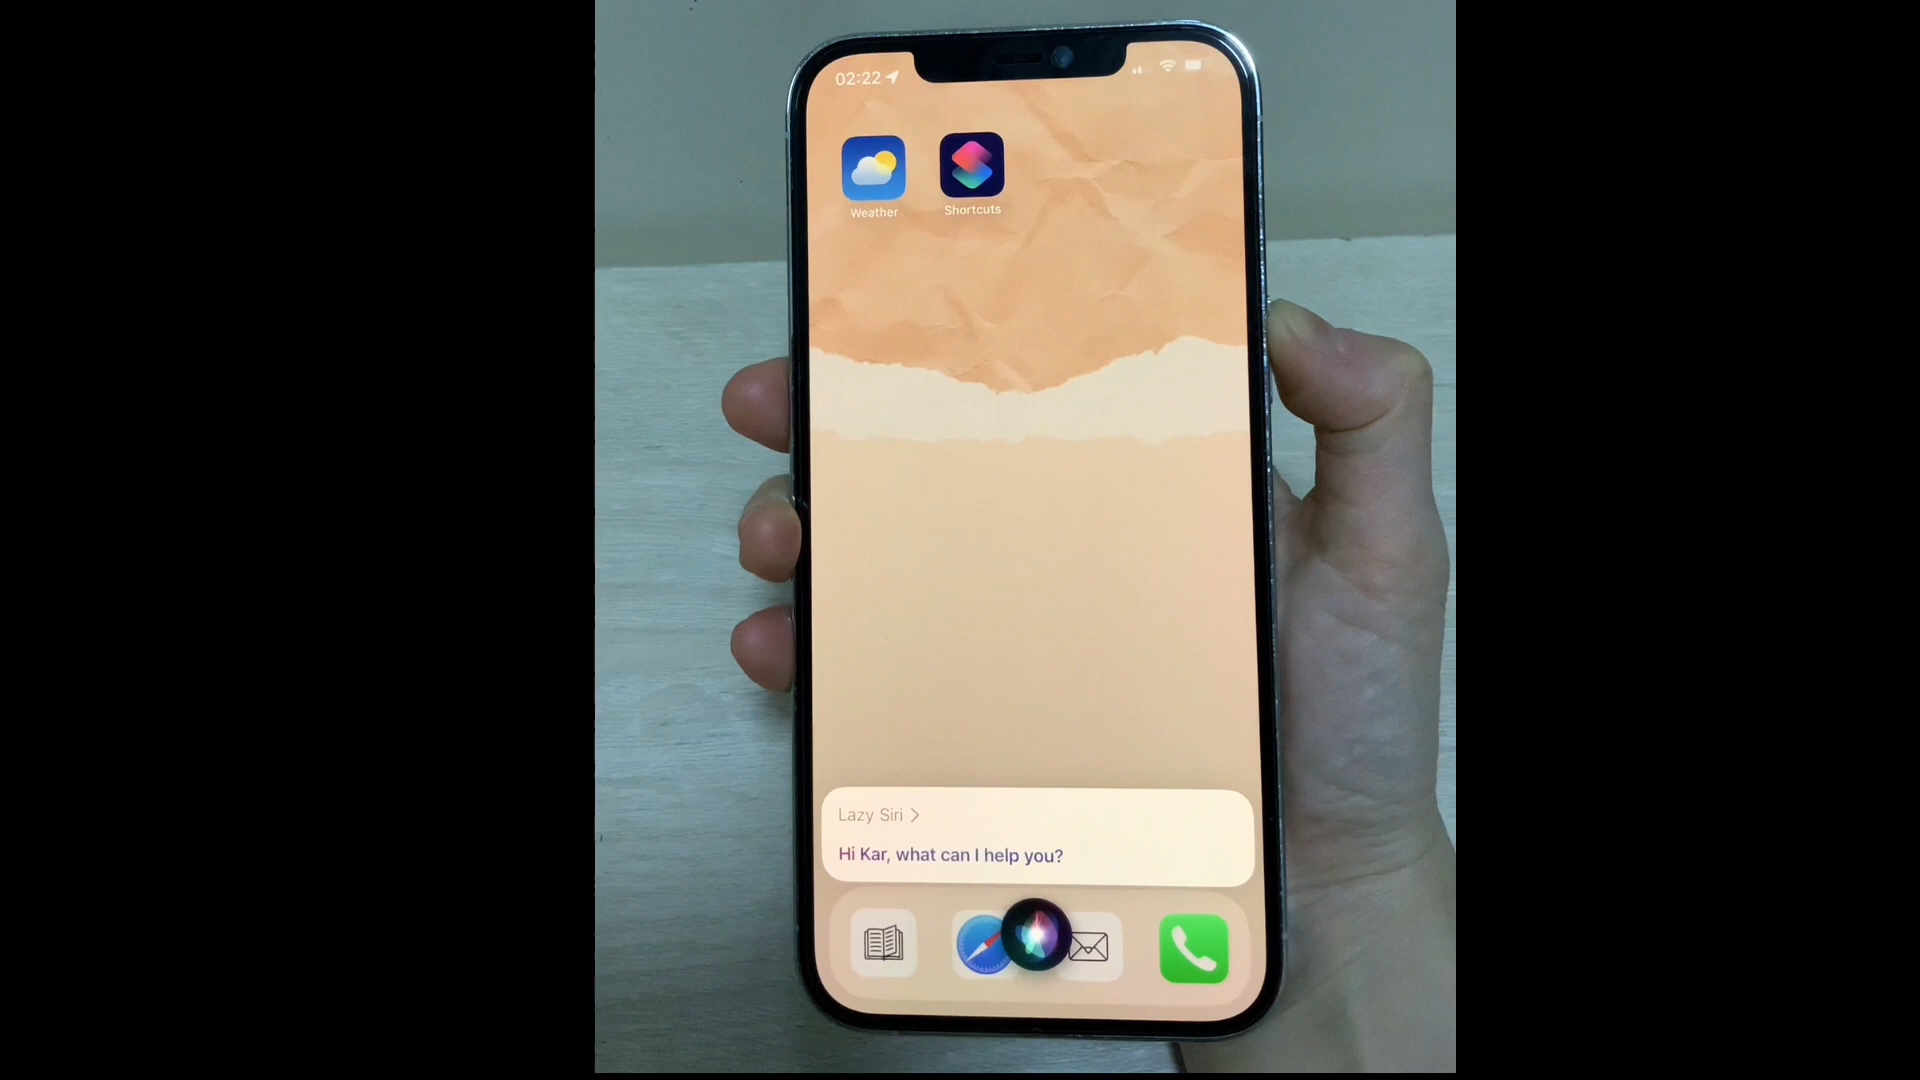 02:22
Weather
Shortcuts
Lazy Siri >
Hi Kar, what can I help you?